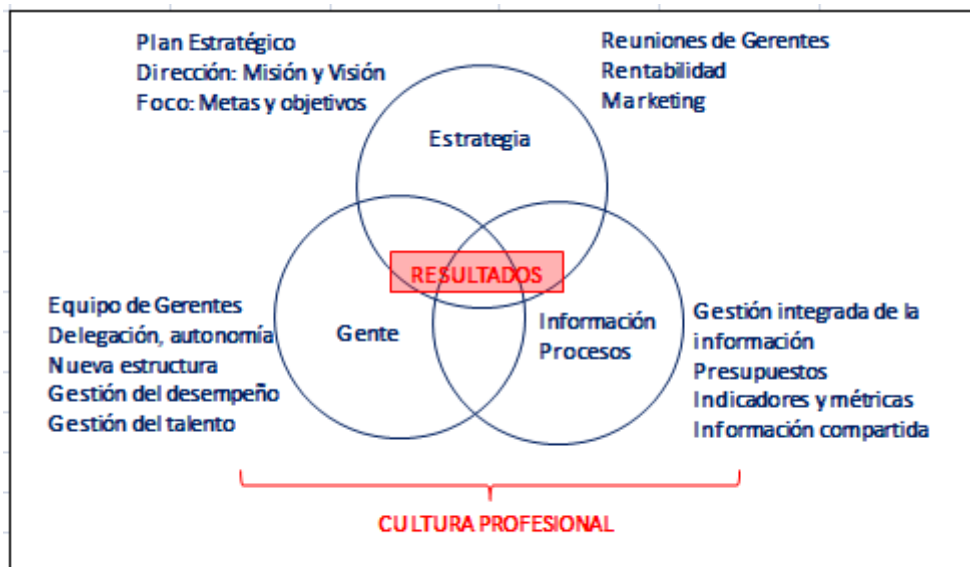 Plan Estratégico
Dirección: Misión y Visión
Foco: Metas y objetivos
Reuniones de Gerentes
Rentabilidad
Marketing
Estrategia
RESULTADOS
Equipo de Gerentes
Delegación, autonomía
Nueva estructura
Gestión del desempeño
Gestión del talento
Gente
Información
Procesos
Gestión integrada de la
información
Presupuestos
Indicadores y métricas
Información compartida
CULTURA PROFESIONAL